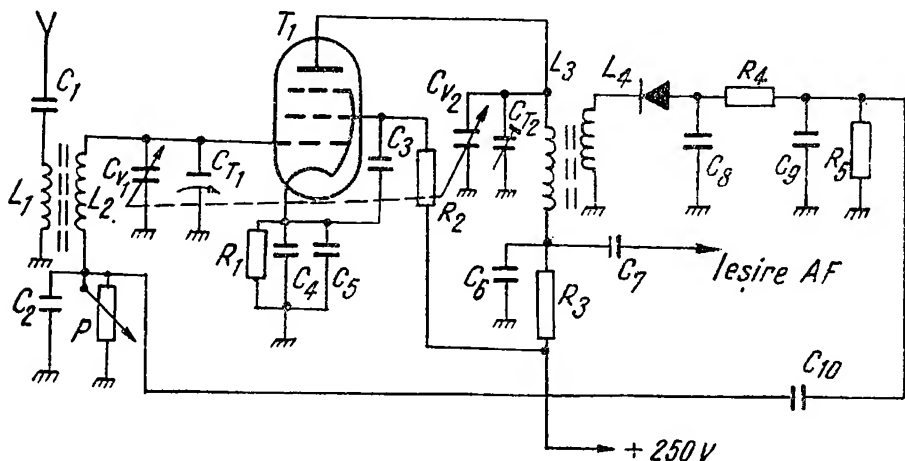 T1
C1
L1
L2
CV1
CT1
C2
P
R1
C4
C5
C3
R2
CV2
CT2
L3
L4
C6
R3
C7
Iesire AF
C8
R4
C9
R5
C10
+ 250 V